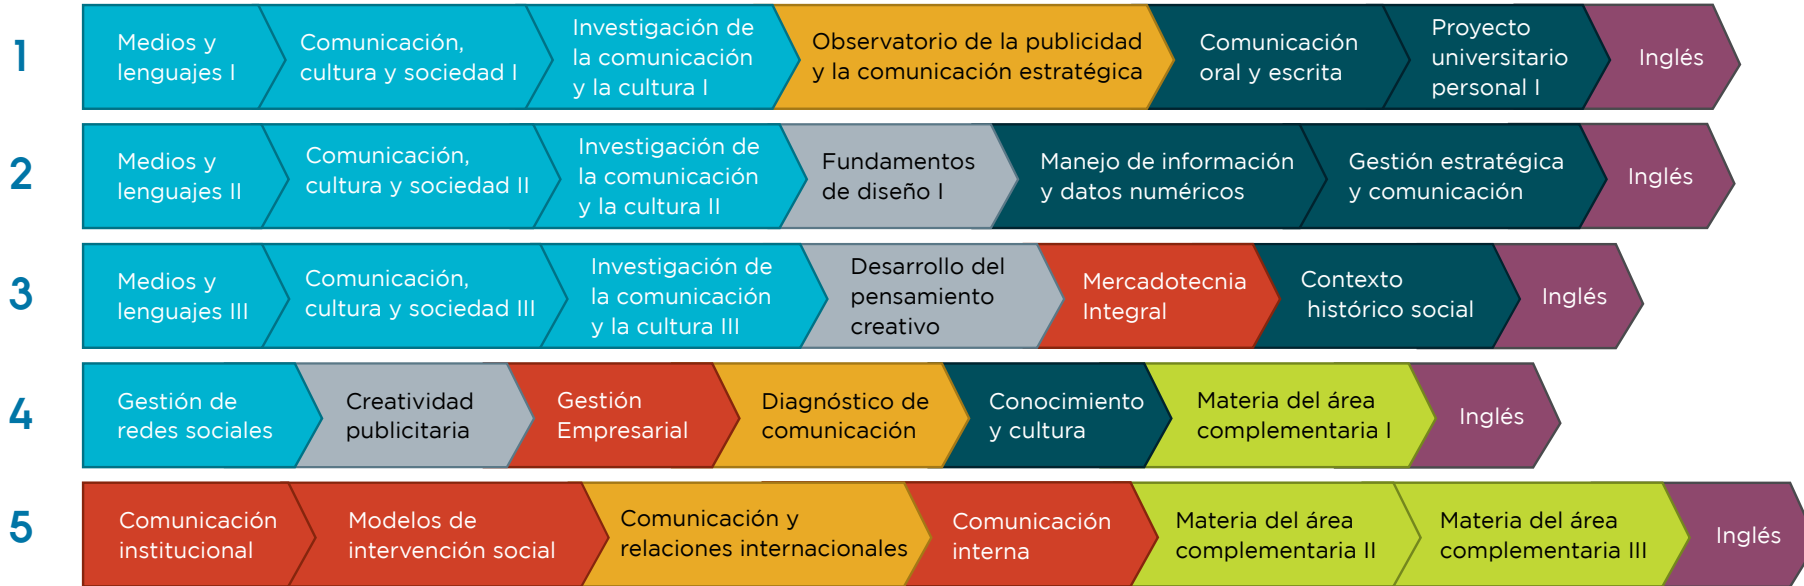 1
Medios y
lenguajes I
Comunicación,
cultura y sociedad I
Investigación de
la comunicación
y la cultura I
Observatorio de la publicidad
y la comunicación estratégica
Comunicación
oral y escrita
Proyecto
universitario
personal I
Inglés
2
Medios y
lenguajes II
Comunicación,
cultura y sociedad II
Investigación de
la comunicación
y la cultura II
Fundamentos
de diseño I
Manejo de información
y datos numéricos
Gestión estratégica
y comunicación
Inglés
3
Medios y
lenguajes III
Comunicación,
cultura y sociedad III
Investigación de
la comunicación
y la cultura III
Desarrollo del
pensamiento
creativo
Mercadotecnia
Integral
Contexto
histórico social
Inglés
4
Gestión de
redes sociales
Creatividad
publicitaria
Gestión
Empresarial
Diagnóstico de
comunicación
Conocimiento
y cultura
Materia del área
complementaria I
Inglés
5
Comunicación
institucional
Modelos de
intervención social
Comunicación y
relaciones internacionales
Comunicación
interna
Materia del área
complementaria II
Materia del área
complementaria III
Inglés